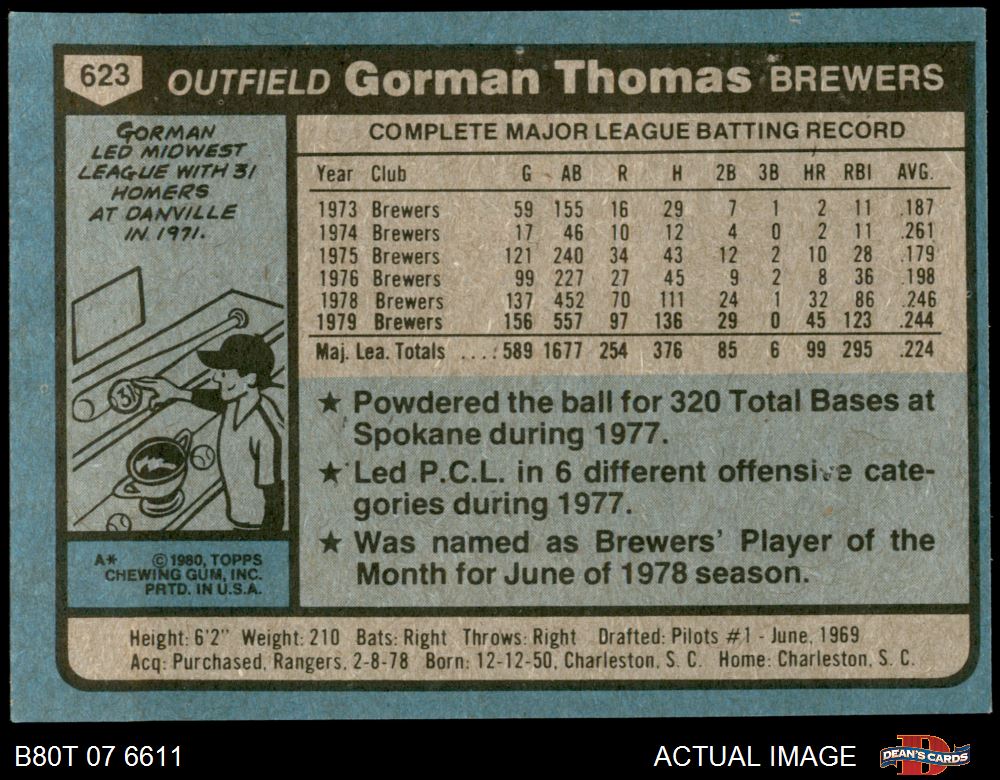 623 OUTFIELD Gorman Thomas BREWERS
GORMAN
LED MIDWEST
LEAGUE WITH 31
HOMERS
AT DANVILLE
IN 1971.
31
A* © 1980, TOPPS
CHEWING GUM, INC.
PRTD. IN U.S.A.
COMPLETE MAJOR LEAGUE BATTING RECORD
Year Club G AB R H 2B 3B HR RBI AVG.
1973 Brewers 59 155 16 29 7 1 2 11 .187
1974 Brewers 17 46 10 12 4 0 2 11 .261
1975 Brewers 121 240 34 43 12 2 10 28 .179
1976 Brewers 99 227 27 45 9 2 8 36 .198
1978 Brewers 137 452 70 111 24 1 32 86 .246
1979 Brewers 156 557 97 136 29 0 45 123 .244
Maj. Lea. Totals ....: 589 1677 254 376 85 6 99 295 .224
★ Powdered the ball for 320 Total Bases at
Spokane during 1977.
★ Led P.C.L. in 6 different offensive cate-
gories during 1977.
★ Was named as Brewers' Player of the
Month for June of 1978 season.
Height: 6'2" Weight: 210 Bats: Right Throws: Right Drafted: Pilots #1 - June, 1969
Acq: Purchased, Rangers, 2-8-78 Born: 12-12-50, Charleston, S. C. Home: Charleston, S. C.
B80T 07 6611 ACTUAL IMAGE DEAN'S CARDS